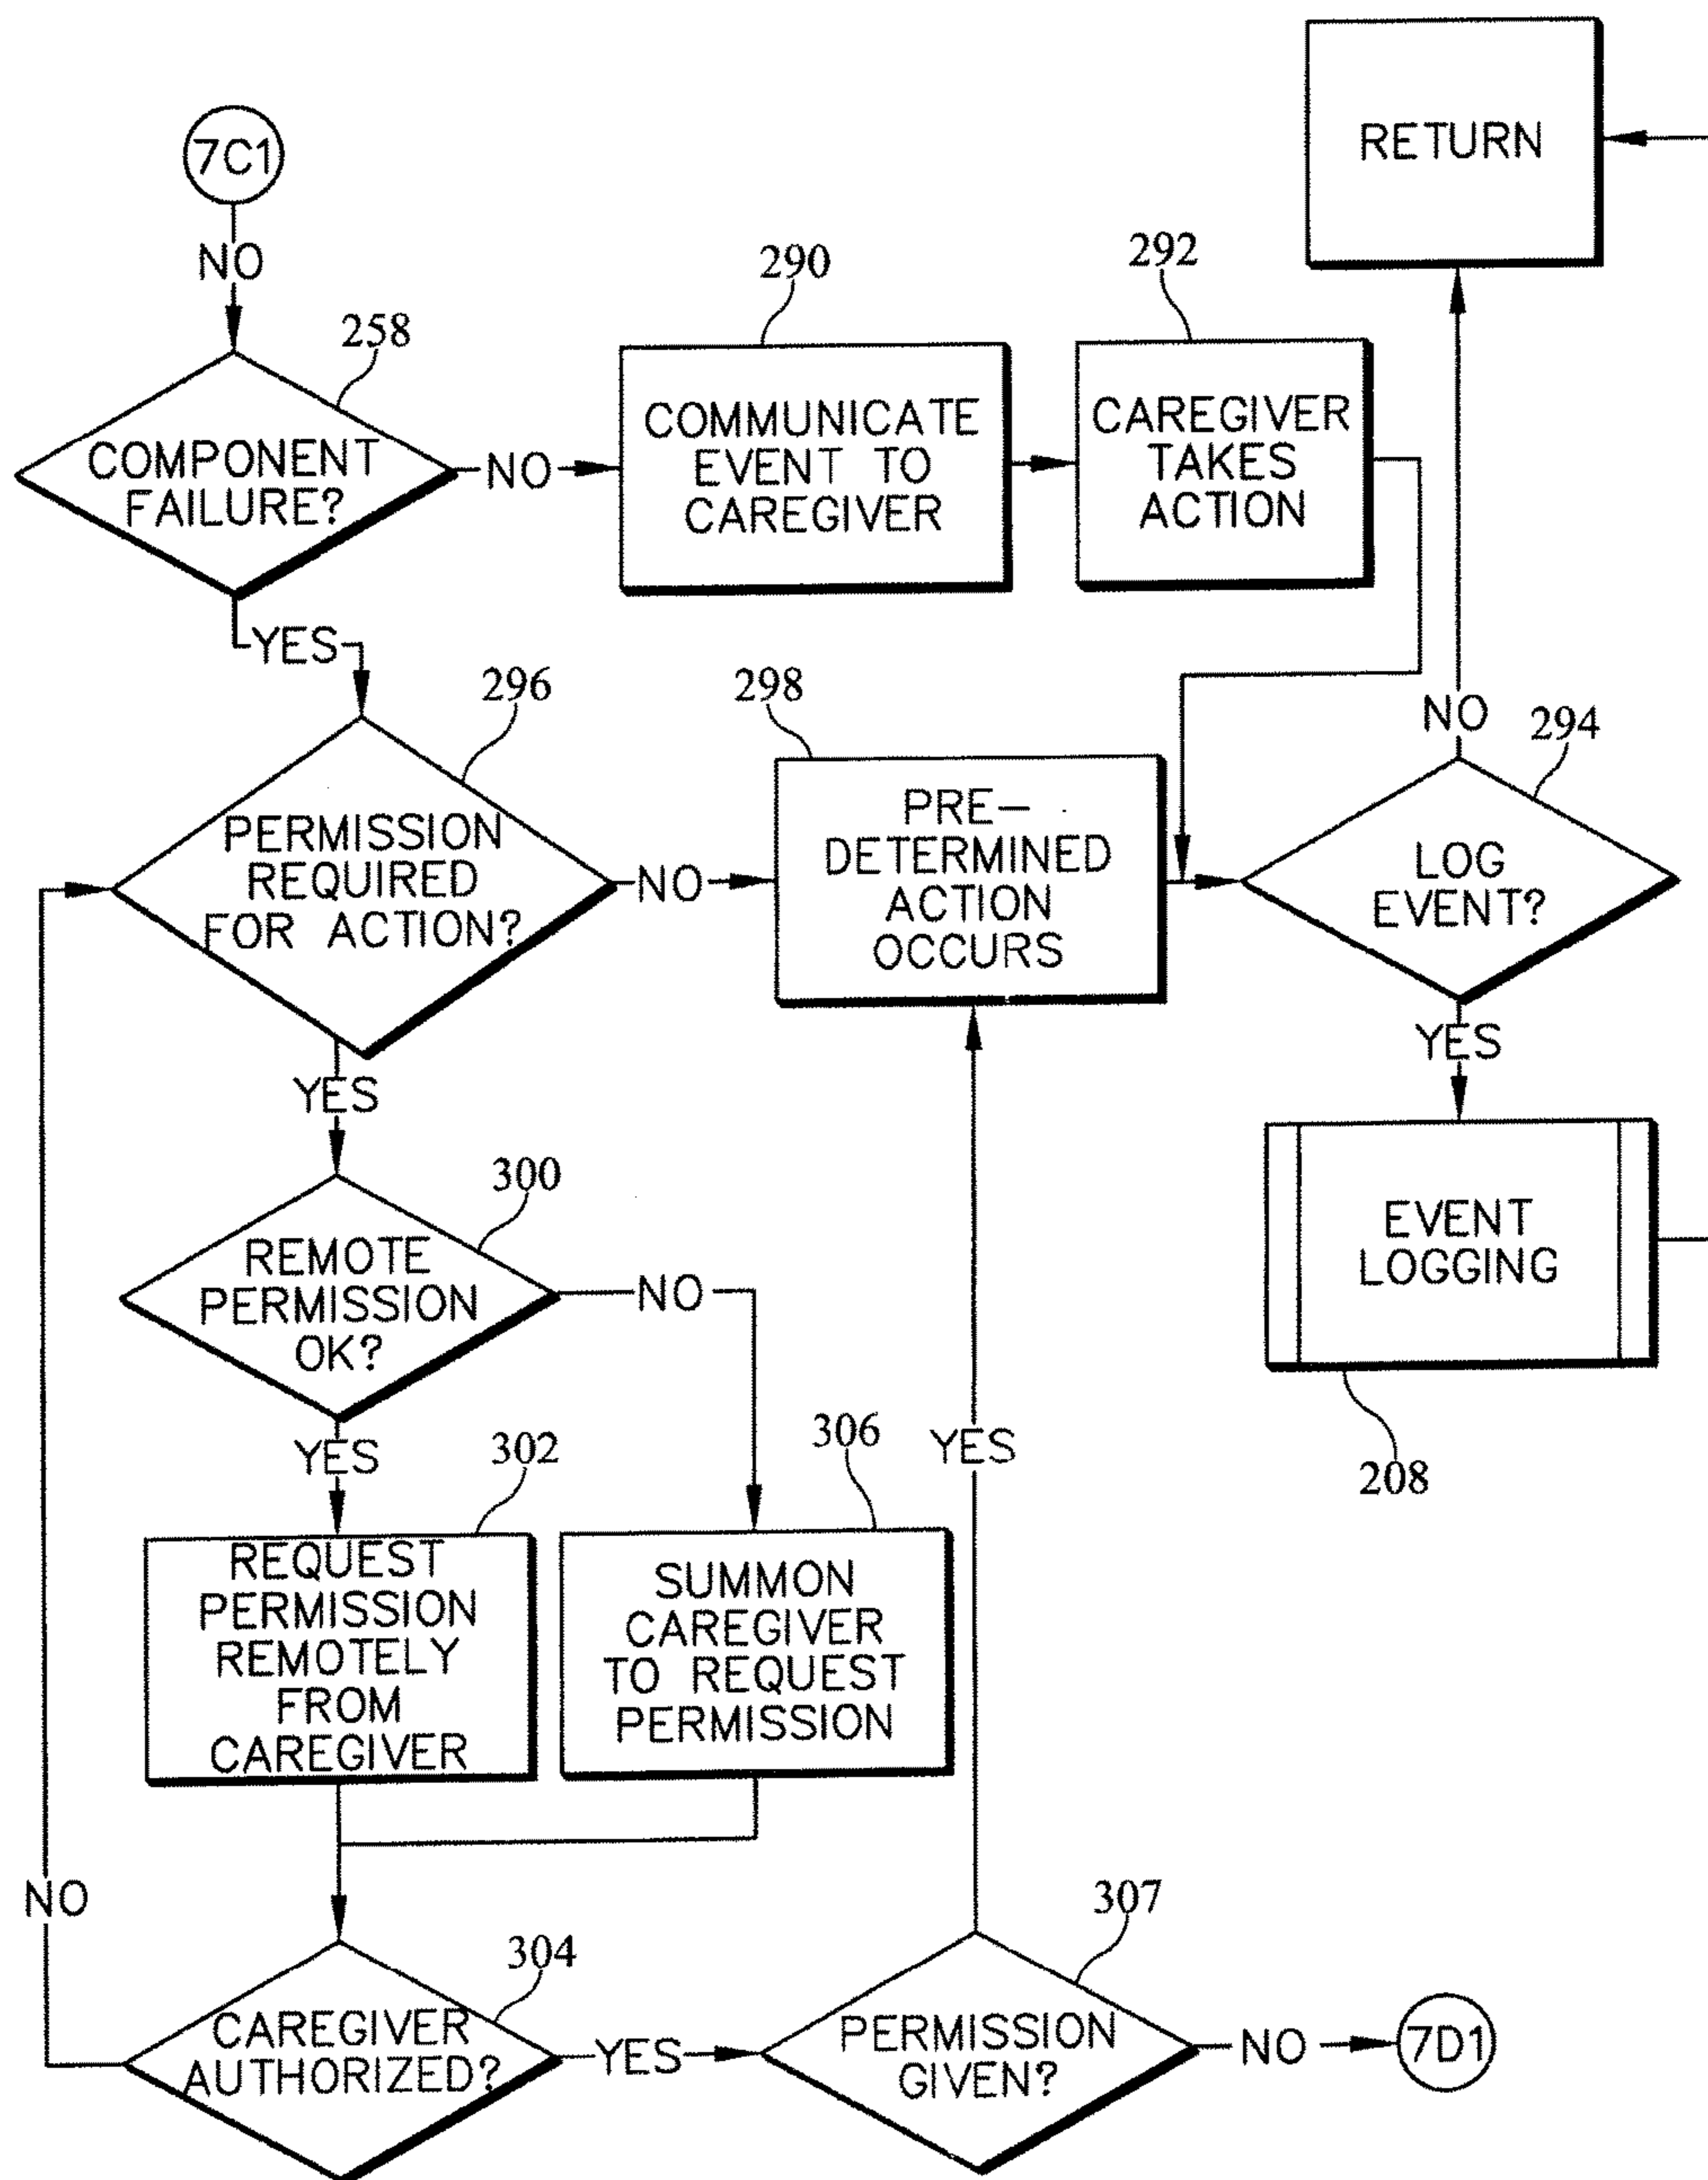 RETURN
7C1
NO
258
COMPONENT
FAILURE?
NO
290
COMMUNICATE
EVENT TO
CAREGIVER
292
CAREGIVER
TAKES
ACTION
YES
296
PERMISSION
REQUIRED
FOR ACTION?
NO
298
PRE-
DETERMINED
ACTION
OCCURS
NO
294
LOG
EVENT?
YES
EVENT
LOGGING
208
YES
300
REMOTE
PERMISSION
OK?
NO
YES
302
REQUEST
PERMISSION
REMOTELY
FROM
CAREGIVER
306
SUMMON
CAREGIVER
TO REQUEST
PERMISSION
YES
NO
304
CAREGIVER
AUTHORIZED?
YES
307
PERMISSION
GIVEN?
NO
7D1